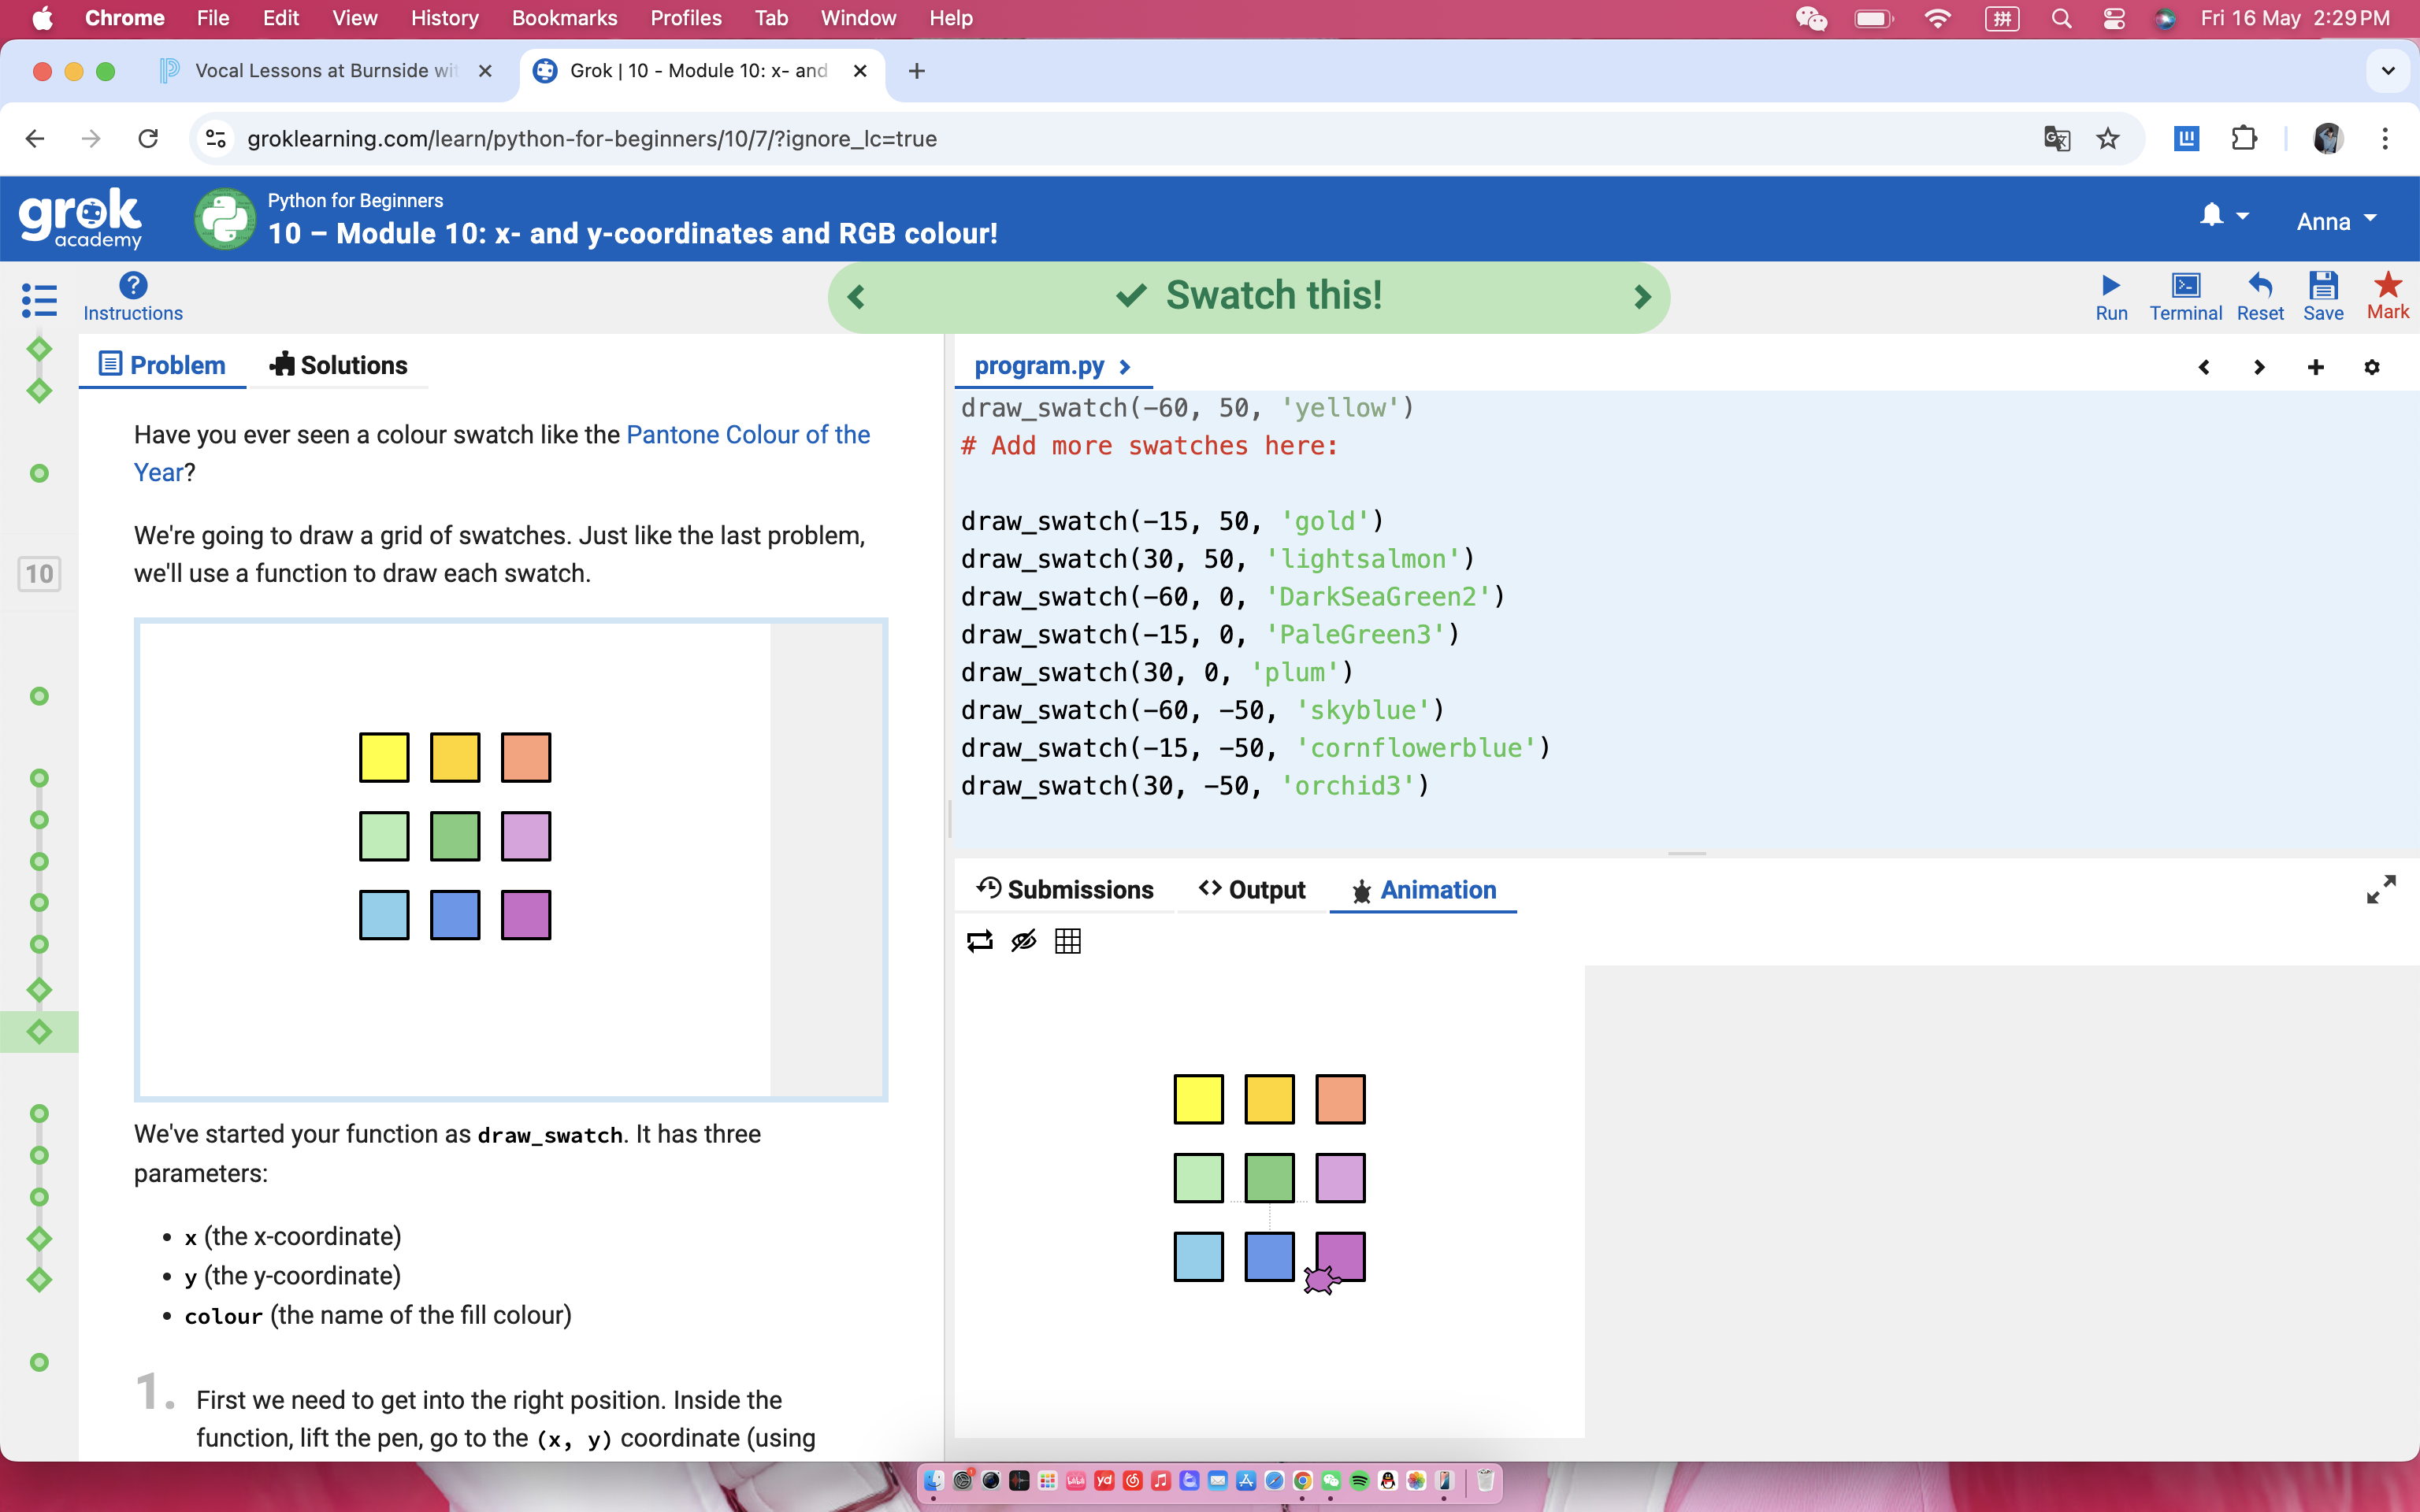 Chrome File Edit View History Bookmarks Profiles Tab Window Help
拼 Fri 16 May 2:29 PM
Vocal Lessons at Burnside wit
Grok | 10 - Module 10: x- and
groklearning.com/learn/python-for-beginners/10/7/?ignore_lc=true
grok academy
Python for Beginners
10 – Module 10: x- and y-coordinates and RGB colour!
Anna
Instructions
Swatch this!
Run Terminal Reset Save Mark
10
Problem Solutions
Have you ever seen a colour swatch like the Pantone Colour of the
Year?
We're going to draw a grid of swatches. Just like the last problem,
we'll use a function to draw each swatch.
We've started your function as draw_swatch. It has three
parameters:
• x (the x-coordinate)
• y (the y-coordinate)
• colour (the name of the fill colour)
1. First we need to get into the right position. Inside the
function, lift the pen, go to the (x, y) coordinate (using
program.py
draw_swatch(-60, 50, 'yellow')
# Add more swatches here:
draw_swatch(-15, 50, 'gold')
draw_swatch(30, 50, 'lightsalmon')
draw_swatch(-60, 0, 'DarkSeaGreen2')
draw_swatch(-15, 0, 'PaleGreen3')
draw_swatch(30, 0, 'plum')
draw_swatch(-60, -50, 'skyblue')
draw_swatch(-15, -50, 'cornflowerblue')
draw_swatch(30, -50, 'orchid3')
Submissions Output Animation
yd